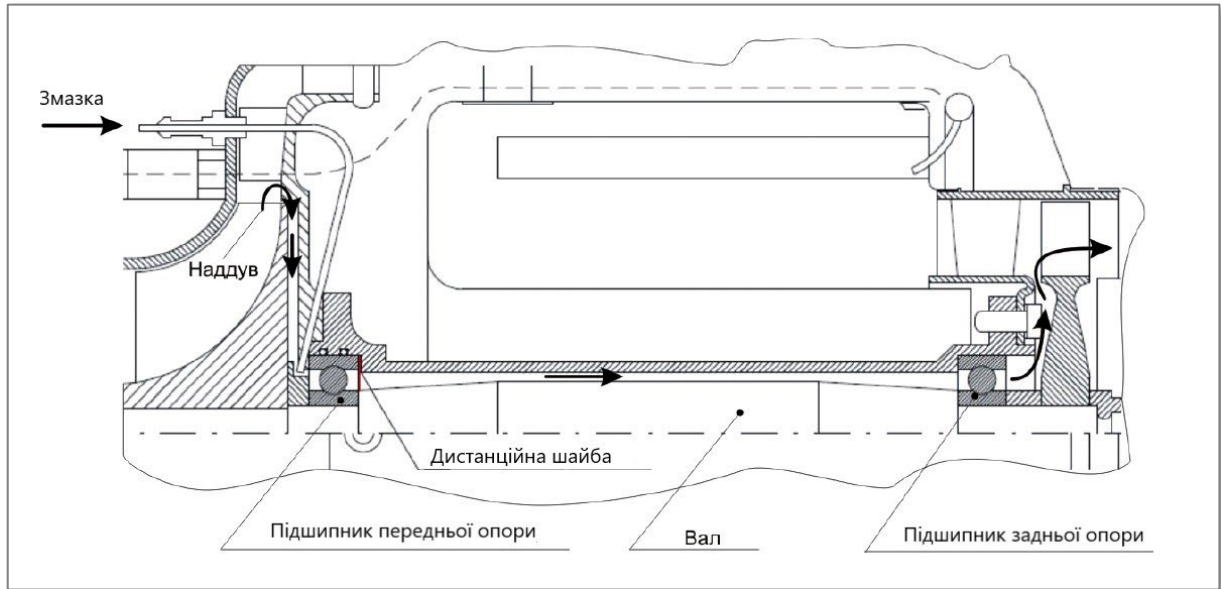 Змазка
Наддув
Дистанційна шайба
Підшипник передньої опори
Вал
Підшипник задньої опори